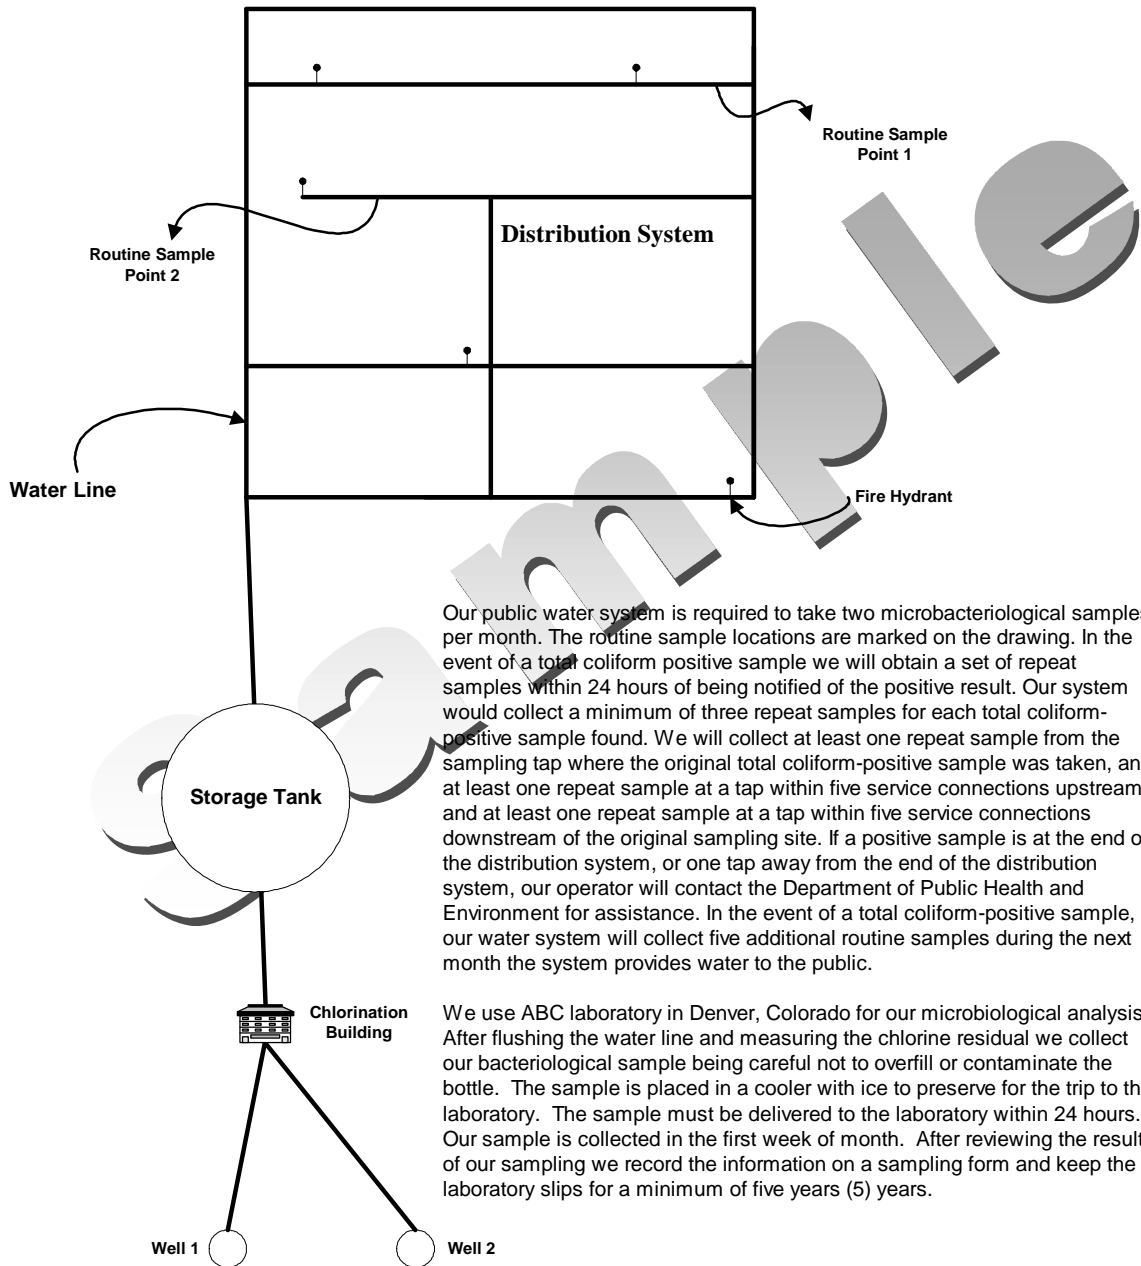 Routine Sample
Point 1
Distribution System
Routine Sample
Point 2
Water Line
Fire Hydrant
Sample
Our public water system is required to take two microbacteriological samples
per month. The routine sample locations are marked on the drawing. In the
event of a total coliform positive sample we will obtain a set of repeat
samples within 24 hours of being notified of the positive result. Our system
would collect a minimum of three repeat samples for each total coliform-
positive sample found. We will collect at least one repeat sample from the
sampling tap where the original total coliform-positive sample was taken, an
at least one repeat sample at a tap within five service connections upstream
and at least one repeat sample at a tap within five service connections
downstream of the original sampling site. If a positive sample is at the end o
the distribution system, or one tap away from the end of the distribution
system, our operator will contact the Department of Public Health and
Environment for assistance. In the event of a total coliform-positive sample,
our water system will collect five additional routine samples during the next
month the system provides water to the public.
Storage Tank
Chlorination
Building
We use ABC laboratory in Denver, Colorado for our microbiological analysis
After flushing the water line and measuring the chlorine residual we collect
our bacteriological sample being careful not to overfill or contaminate the
bottle. The sample is placed in a cooler with ice to preserve for the trip to th
laboratory. The sample must be delivered to the laboratory within 24 hours.
Our sample is collected in the first week of month. After reviewing the result
of our sampling we record the information on a sampling form and keep the
laboratory slips for a minimum of five years (5) years.
Well 1
Well 2